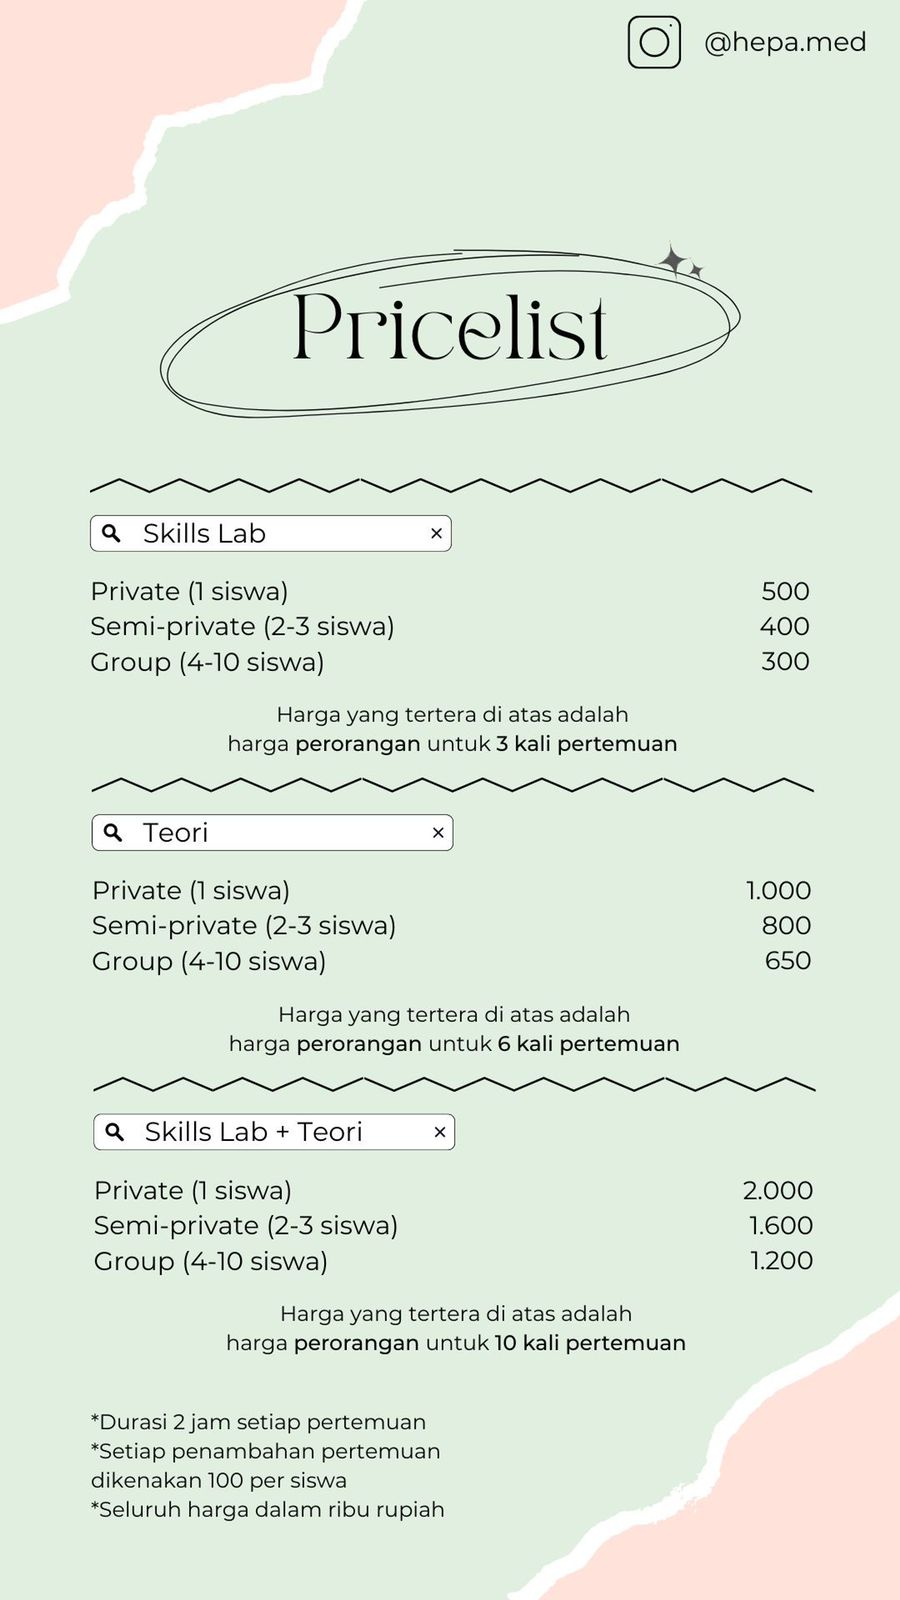 @hepa.med
Pricelist
Skills Lab ×
Private (1 siswa) 500
Semi-private (2-3 siswa) 400
Group (4-10 siswa) 300
Harga yang tertera di atas adalah
harga perorangan untuk 3 kali pertemuan
Teori ×
Private (1 siswa) 1.000
Semi-private (2-3 siswa) 800
Group (4-10 siswa) 650
Harga yang tertera di atas adalah
harga perorangan untuk 6 kali pertemuan
Skills Lab + Teori ×
Private (1 siswa) 2.000
Semi-private (2-3 siswa) 1.600
Group (4-10 siswa) 1.200
Harga yang tertera di atas adalah
harga perorangan untuk 10 kali pertemuan
*Durasi 2 jam setiap pertemuan
*Setiap penambahan pertemuan
dikenakan 100 per siswa
*Seluruh harga dalam ribu rupiah